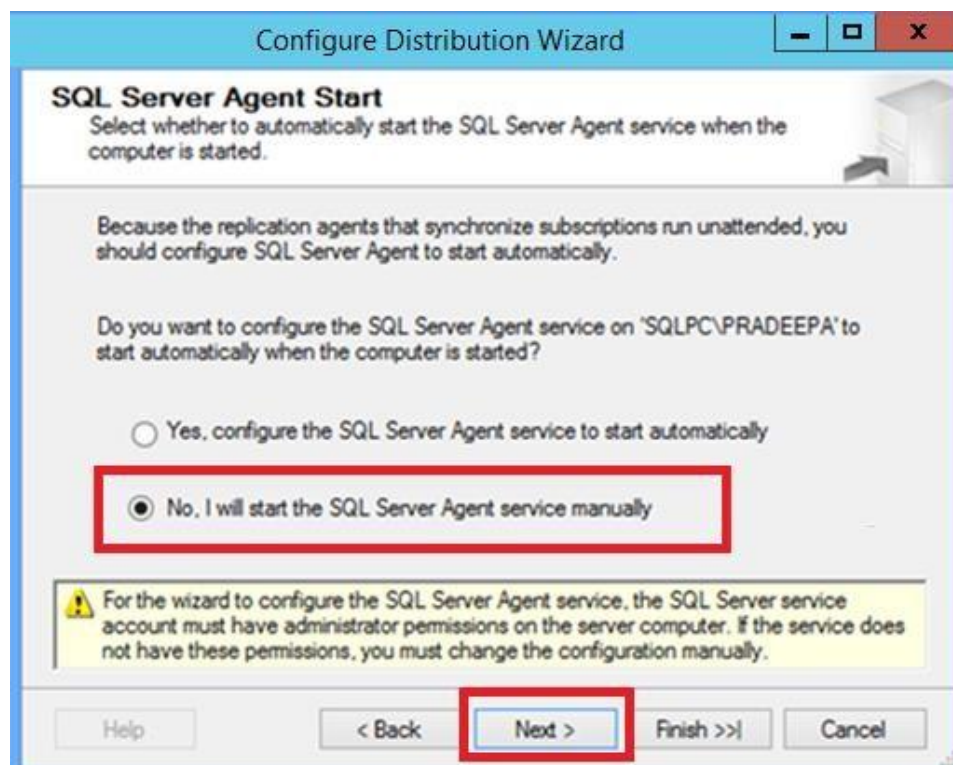 Configure Distribution Wizard
SQL Server Agent Start
Select whether to automatically start the SQL Server Agent service when the
computer is started.
Because the replication agents that synchronize subscriptions run unattended, you
should configure SQL Server Agent to start automatically.
Do you want to configure the SQL Server Agent service on 'SQLPC\PRADEEPA' to
start automatically when the computer is started?
Yes, configure the SQL Server Agent service to start automatically
No, I will start the SQL Server Agent service manually
For the wizard to configure the SQL Server Agent service, the SQL Server service
account must have administrator permissions on the server computer. If the service does
not have these permissions, you must change the configuration manually.
Help
< Back
Next >
Finish >>|
Cancel